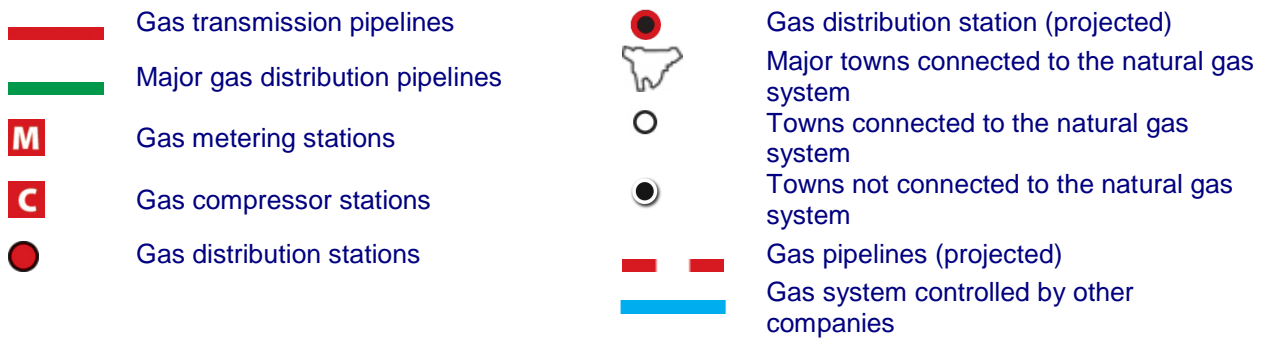 Gas transmission pipelines
Major gas distribution pipelines
M
Gas metering stations
C
Gas compressor stations
Gas distribution stations
Gas distribution station (projected)
Major towns connected to the natural gas
system
Towns connected to the natural gas
system
Towns not connected to the natural gas
system
Gas pipelines (projected)
Gas system controlled by other
companies